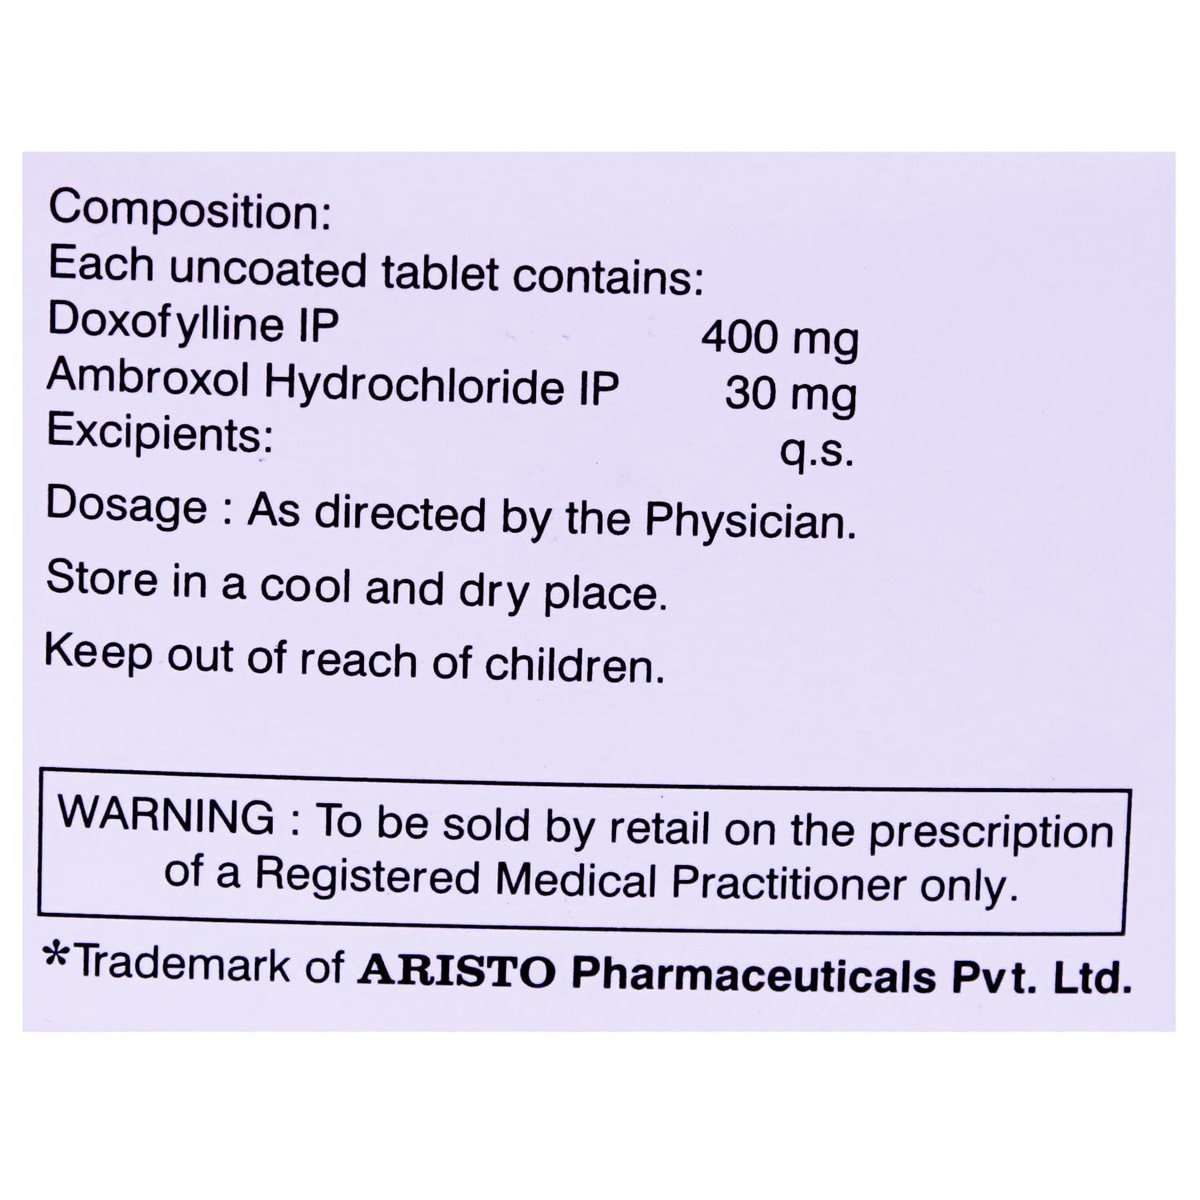 Composition:
Each uncoated tablet contains:
Doxofylline IP 400 mg
Ambroxol Hydrochloride IP 30 mg
Excipients: q.s.
Dosage : As directed by the Physician.
Store in a cool and dry place.
Keep out of reach of children.
WARNING : To be sold by retail on the prescription
of a Registered Medical Practitioner only.
*Trademark of ARISTO Pharmaceuticals Pvt. Ltd.